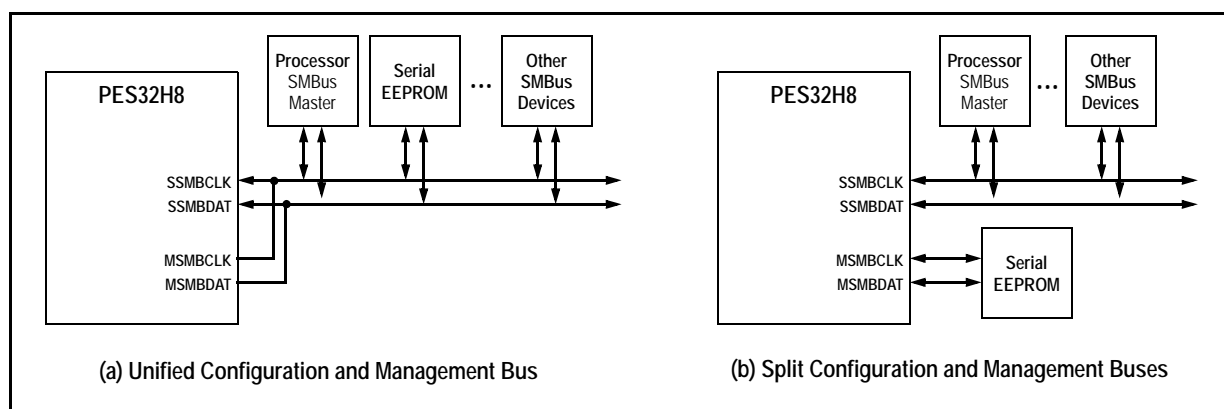 PES32H8
Processor
SMBus
Master
Serial
EEPROM
...
Other
SMBus
Devices
SSMBCLK
SSMBDAT
MSMBCLK
MSMBDAT
(a) Unified Configuration and Management Bus
PES32H8
Processor
SMBus
Master
...
Other
SMBus
Devices
SSMBCLK
SSMBDAT
MSMBCLK
MSMBDAT
Serial
EEPROM
(b) Split Configuration and Management Buses